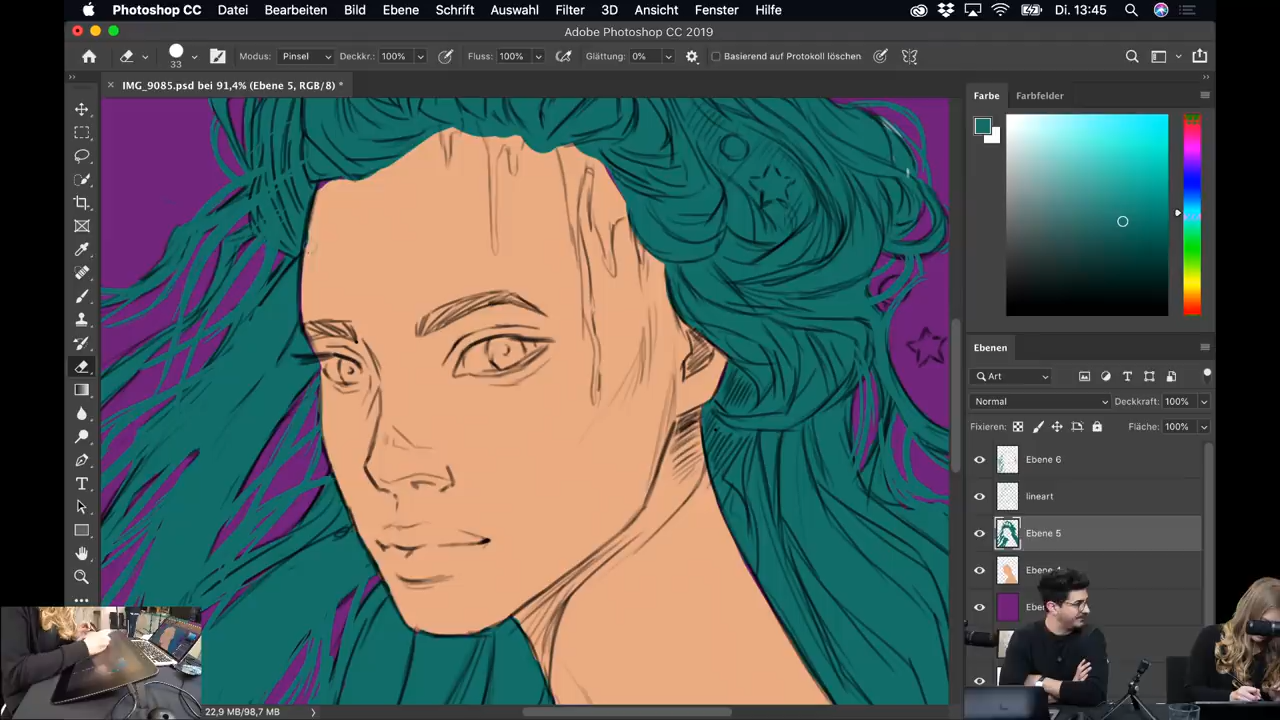 Photoshop CC Datei Bearbeiten Bild Ebene Schrift Auswahl Filter 3D Ansicht Fenster Hilfe Di. 13:45
Adobe Photoshop CC 2019
33 Modus: Pinsel Deckkr.: 100% Fluss: 100% Glättung: 0% Basierend auf Protokoll löschen
IMG_9085.psd bei 91,4% (Ebene 5, RGB/8) *
Farbe Farbfelder
Ebenen
Art
Normal Deckkraft: 100%
Fixieren: Fläche: 100%
Ebene 6
lineart
Ebene 5
22,9 MB/98,7 MB